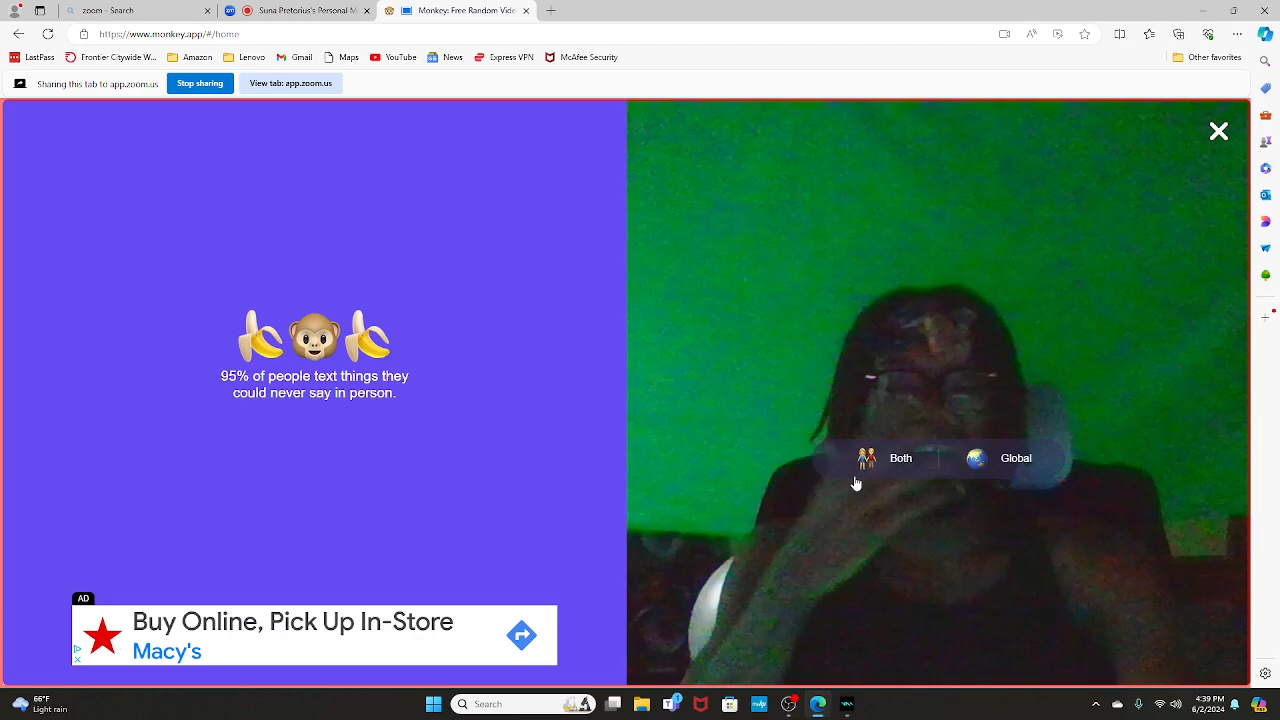 zoom - Search
Suna Pretorius's Personal M
Monkey: Free Random Vide
https://www.monkey.app/#/home
LastPass
Frontier Citywide W...
Amazon
Lenovo
Gmail
Maps
YouTube
News
Express VPN
McAfee Security
Other favorites
Sharing this tab to app.zoom.us
Stop sharing
View tab: app.zoom.us
95% of people text things they
could never say in person.
Both
Global
AD
Buy Online, Pick Up In-Store
Macy's
66°F
Light rain
Search
4:39 PM
6/2/2024